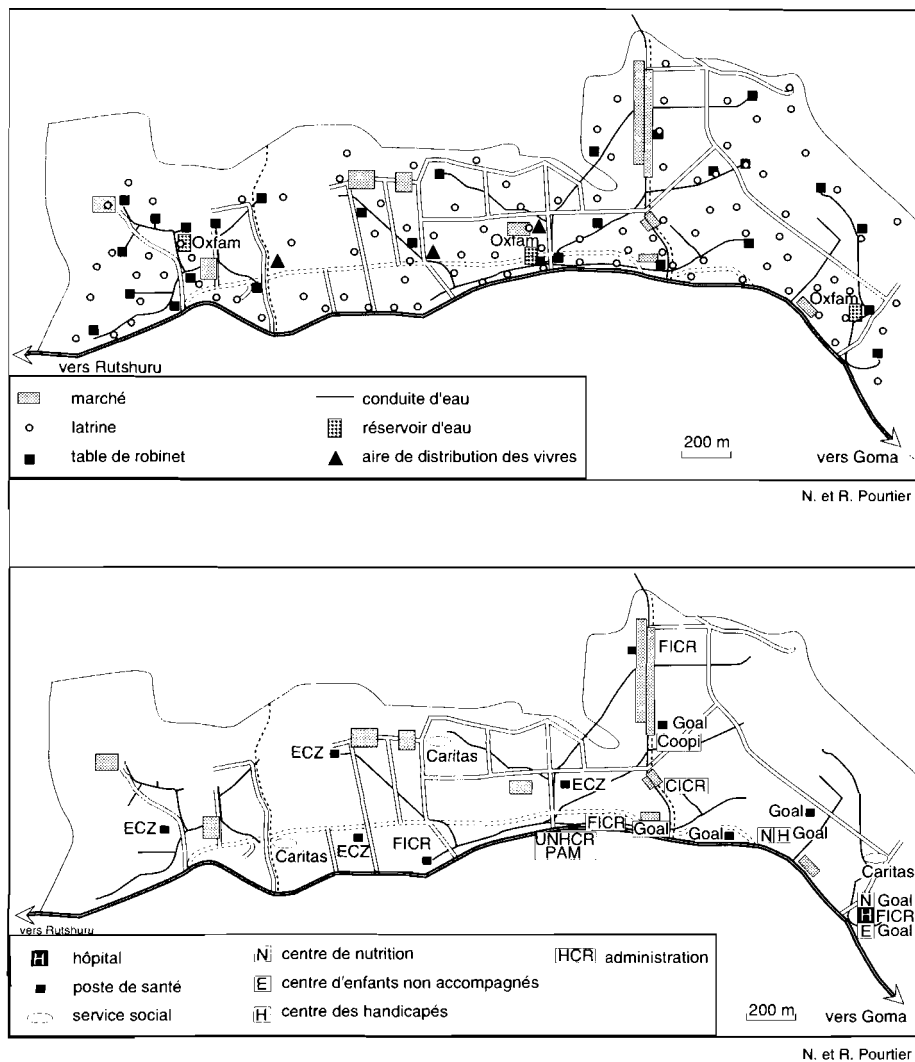 Oxfam
Oxfam
Oxfam
vers Rutshuru
vers Goma
marché
latrine
table de robinet
conduite d'eau
réservoir d'eau
aire de distribution des vivres
200 m
N. et R. Pourtier
FICR
Goal
Coopi
ECZ
Caritas
ECZ
CICR
ECZ
Caritas
ECZ
FICR
FICR
Goal
UNHCR
PAM
Goal
Goal
N H Goal
Caritas
N Goal
H FICR
E Goal
vers Rutshuru
vers Goma
H hôpital
poste de santé
service social
N centre de nutrition
E centre d'enfants non accompagnés
H centre des handicapés
HCR administration
200 m
N. et R. Pourtier